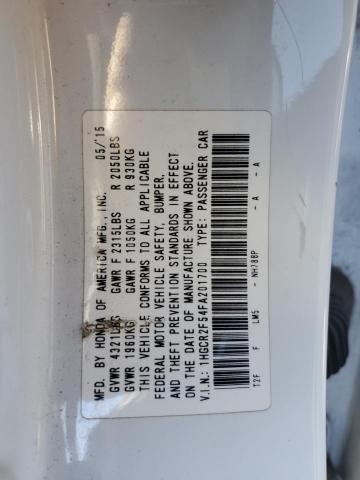 MFD. BY HONDA OF AMERICA MFG., INC. 05/'15
GVWR 4321LBS GAWR F 2315LBS R 2050LBS
GVWR 1960KG GAWR F 1050KG R 930KG
THIS VEHICLE CONFORMS TO ALL APPLICABLE
FEDERAL MOTOR VEHICLE SAFETY, BUMPER,
AND THEFT PREVENTION STANDARDS IN EFFECT
ON THE DATE OF MANUFACTURE SHOWN ABOVE.
V.I.N.: 1HGCR2F54FA201700 TYPE: PASSENGER CAR
T2F F LM5 - NH788P - A - A